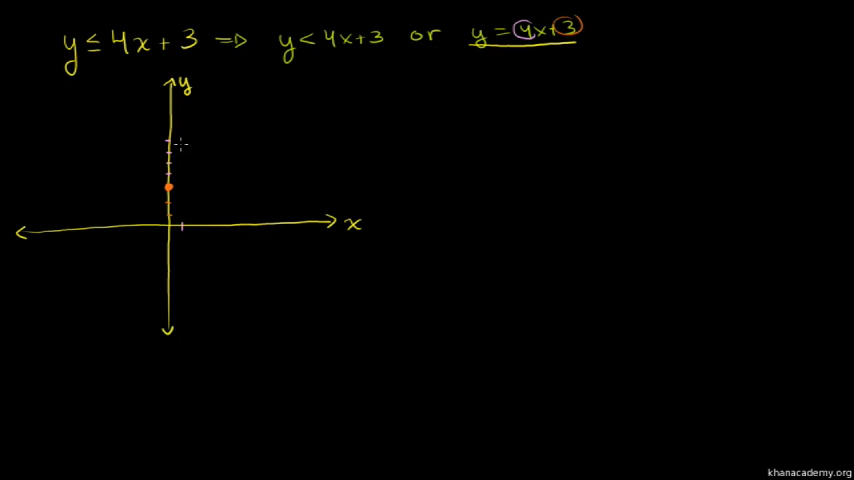 y ≤ 4x + 3 ⇒ y < 4x+3 or y = 4x+3
y
x
khanacademy.org